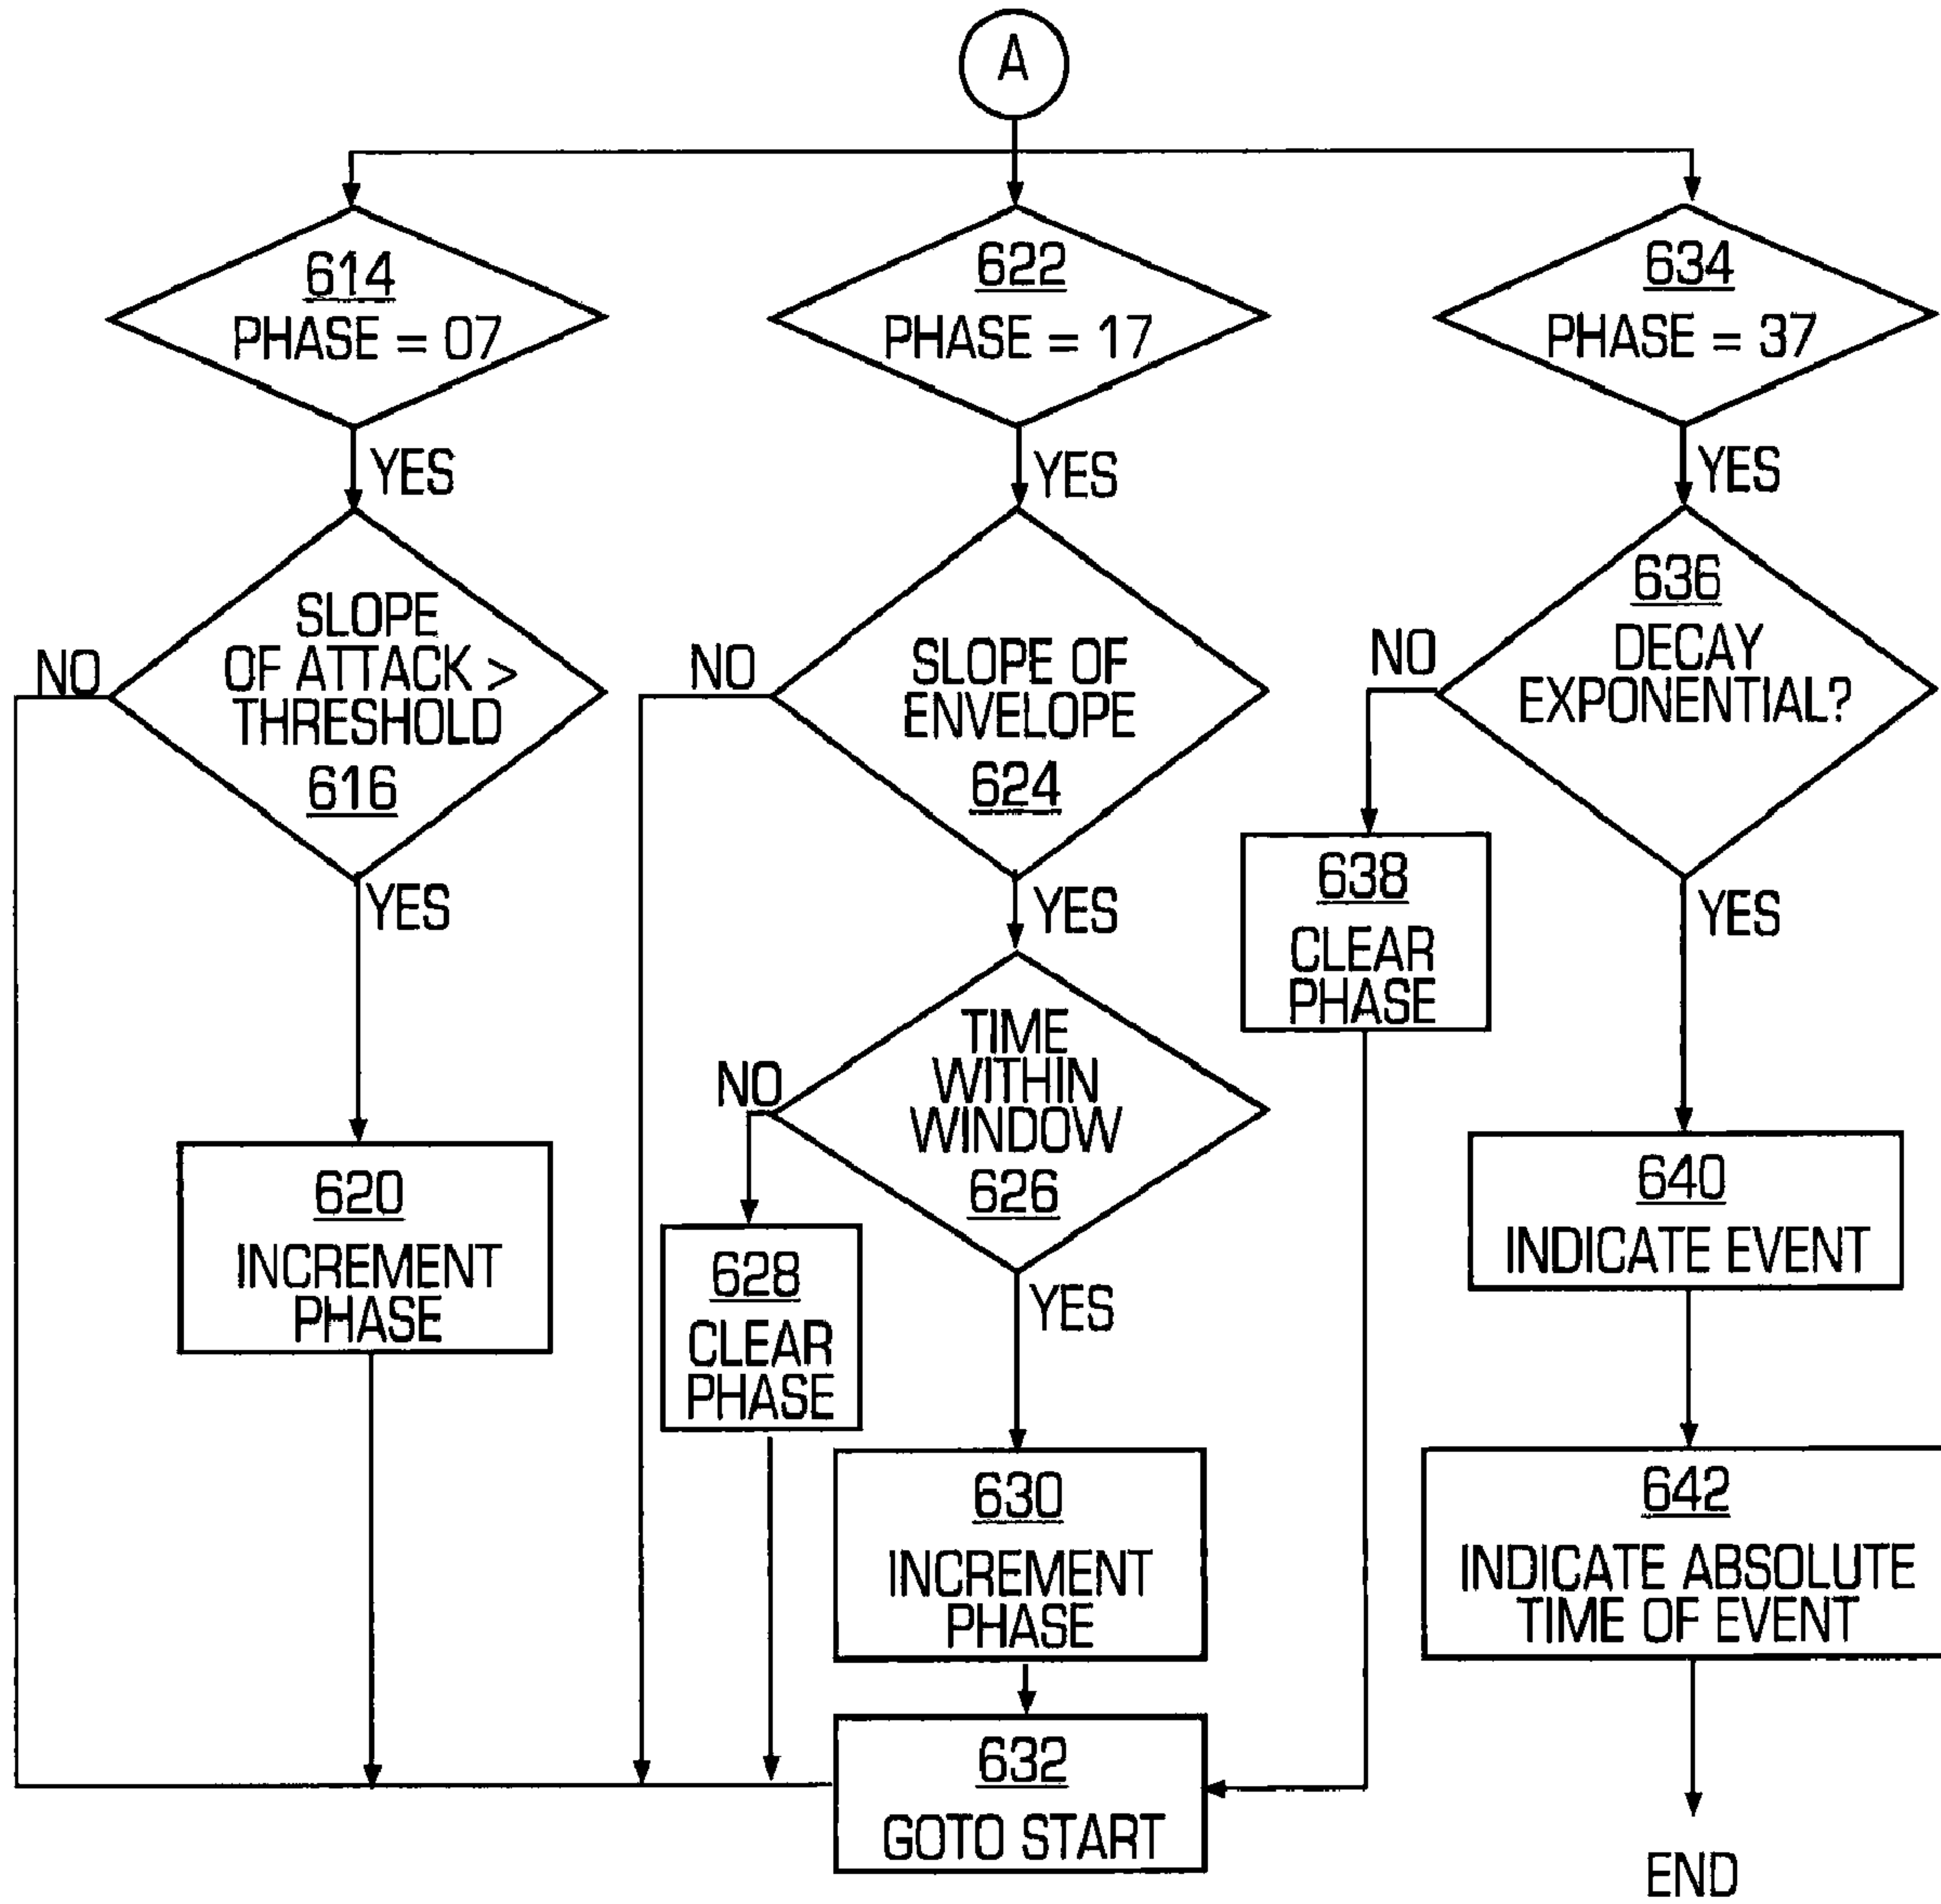 A
614
PHASE = 07
622
PHASE = 17
634
PHASE = 37
YES
YES
YES
NO
SLOPE
OF ATTACK >
THRESHOLD
616
NO
SLOPE OF
ENVELOPE
624
NO
636
DECAY
EXPONENTIAL?
YES
YES
YES
638
CLEAR
PHASE
NO
TIME
WITHIN
WINDOW
626
620
INCREMENT
PHASE
628
CLEAR
PHASE
YES
640
INDICATE EVENT
630
INCREMENT
PHASE
642
INDICATE ABSOLUTE
TIME OF EVENT
632
GOTO START
END